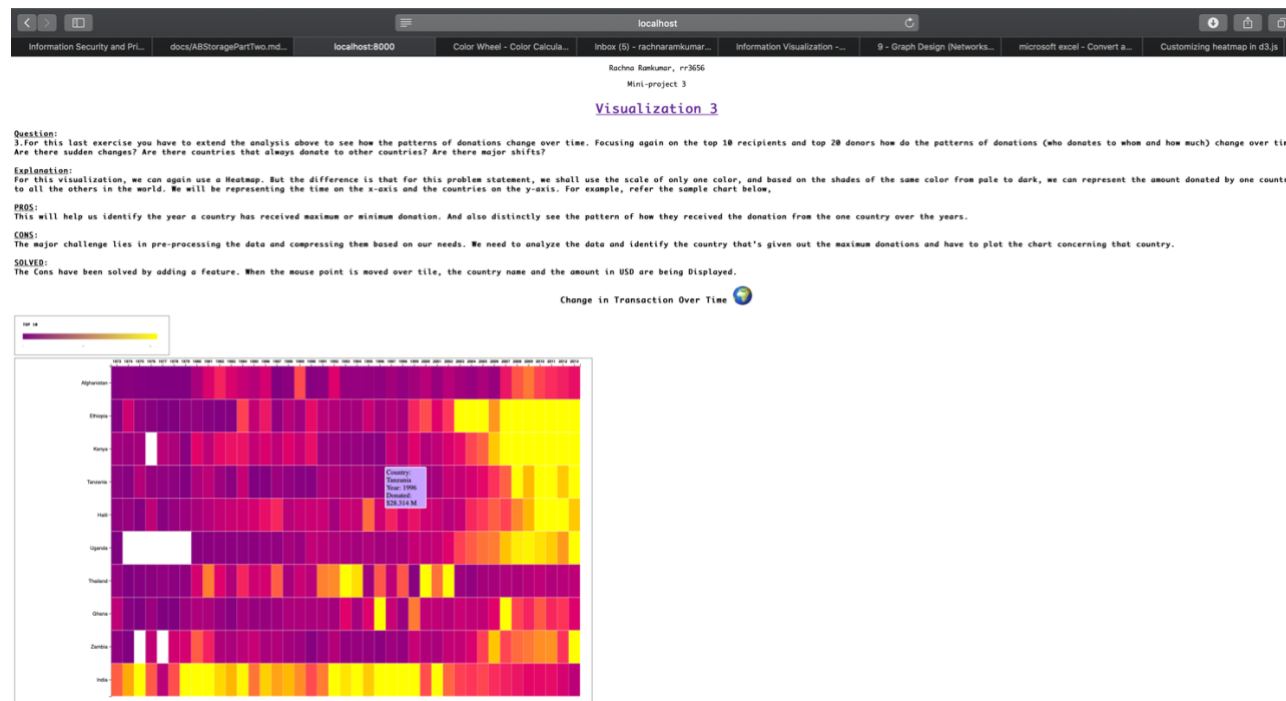 localhost
Information Security and Pri...
docs/ABStoragePartTwo.md...
localhost:8000
Color Wheel - Color Calcula...
Inbox (5) - rachnaramkumar...
Information Visualization -...
9 - Graph Design (Networks...
microsoft excel - Convert a...
Customizing heatmap in d3.js
Rachna Ramkumar, rr3656
Mini-project 3
Visualization 3
Question:
3.For this last exercise you have to extend the analysis above to see how the patterns of donations change over time. Focusing again on the top 10 recipients and top 20 donors how do the patterns of donations (who donates to whom and how much) change over ti
Are there sudden changes? Are there countries that always donate to other countries? Are there major shifts?
Explanation:
For this visualization, we can again use a Heatmap. But the difference is that for this problem statement, we shall use the scale of only one color, and based on the shades of the same color from pale to dark, we can represent the amount donated by one countr
to all the others in the world. We will be representing the time on the x-axis and the countries on the y-axis. For example, refer the sample chart below,
PROS:
This will help us identify the year a country has received maximum or minimum donation. And also distinctly see the pattern of how they received the donation from the one country over the years.
CONS:
The major challenge lies in pre-processing the data and compressing them based on our needs. We need to analyze the data and identify the country that's given out the maximum donations and have to plot the chart concerning that country.
SOLVED:
The Cons have been solved by adding a feature. When the mouse point is moved over tile, the country name and the amount in USD are being Displayed.
Change in Transaction Over Time
TOP 10
Afghanistan
Ethiopia
Kenya
Tanzania
Country:
Tanzania
Year: 1996
Donated:
$28.314 M
Haiti
Uganda
Thailand
Ghana
Zambia
India